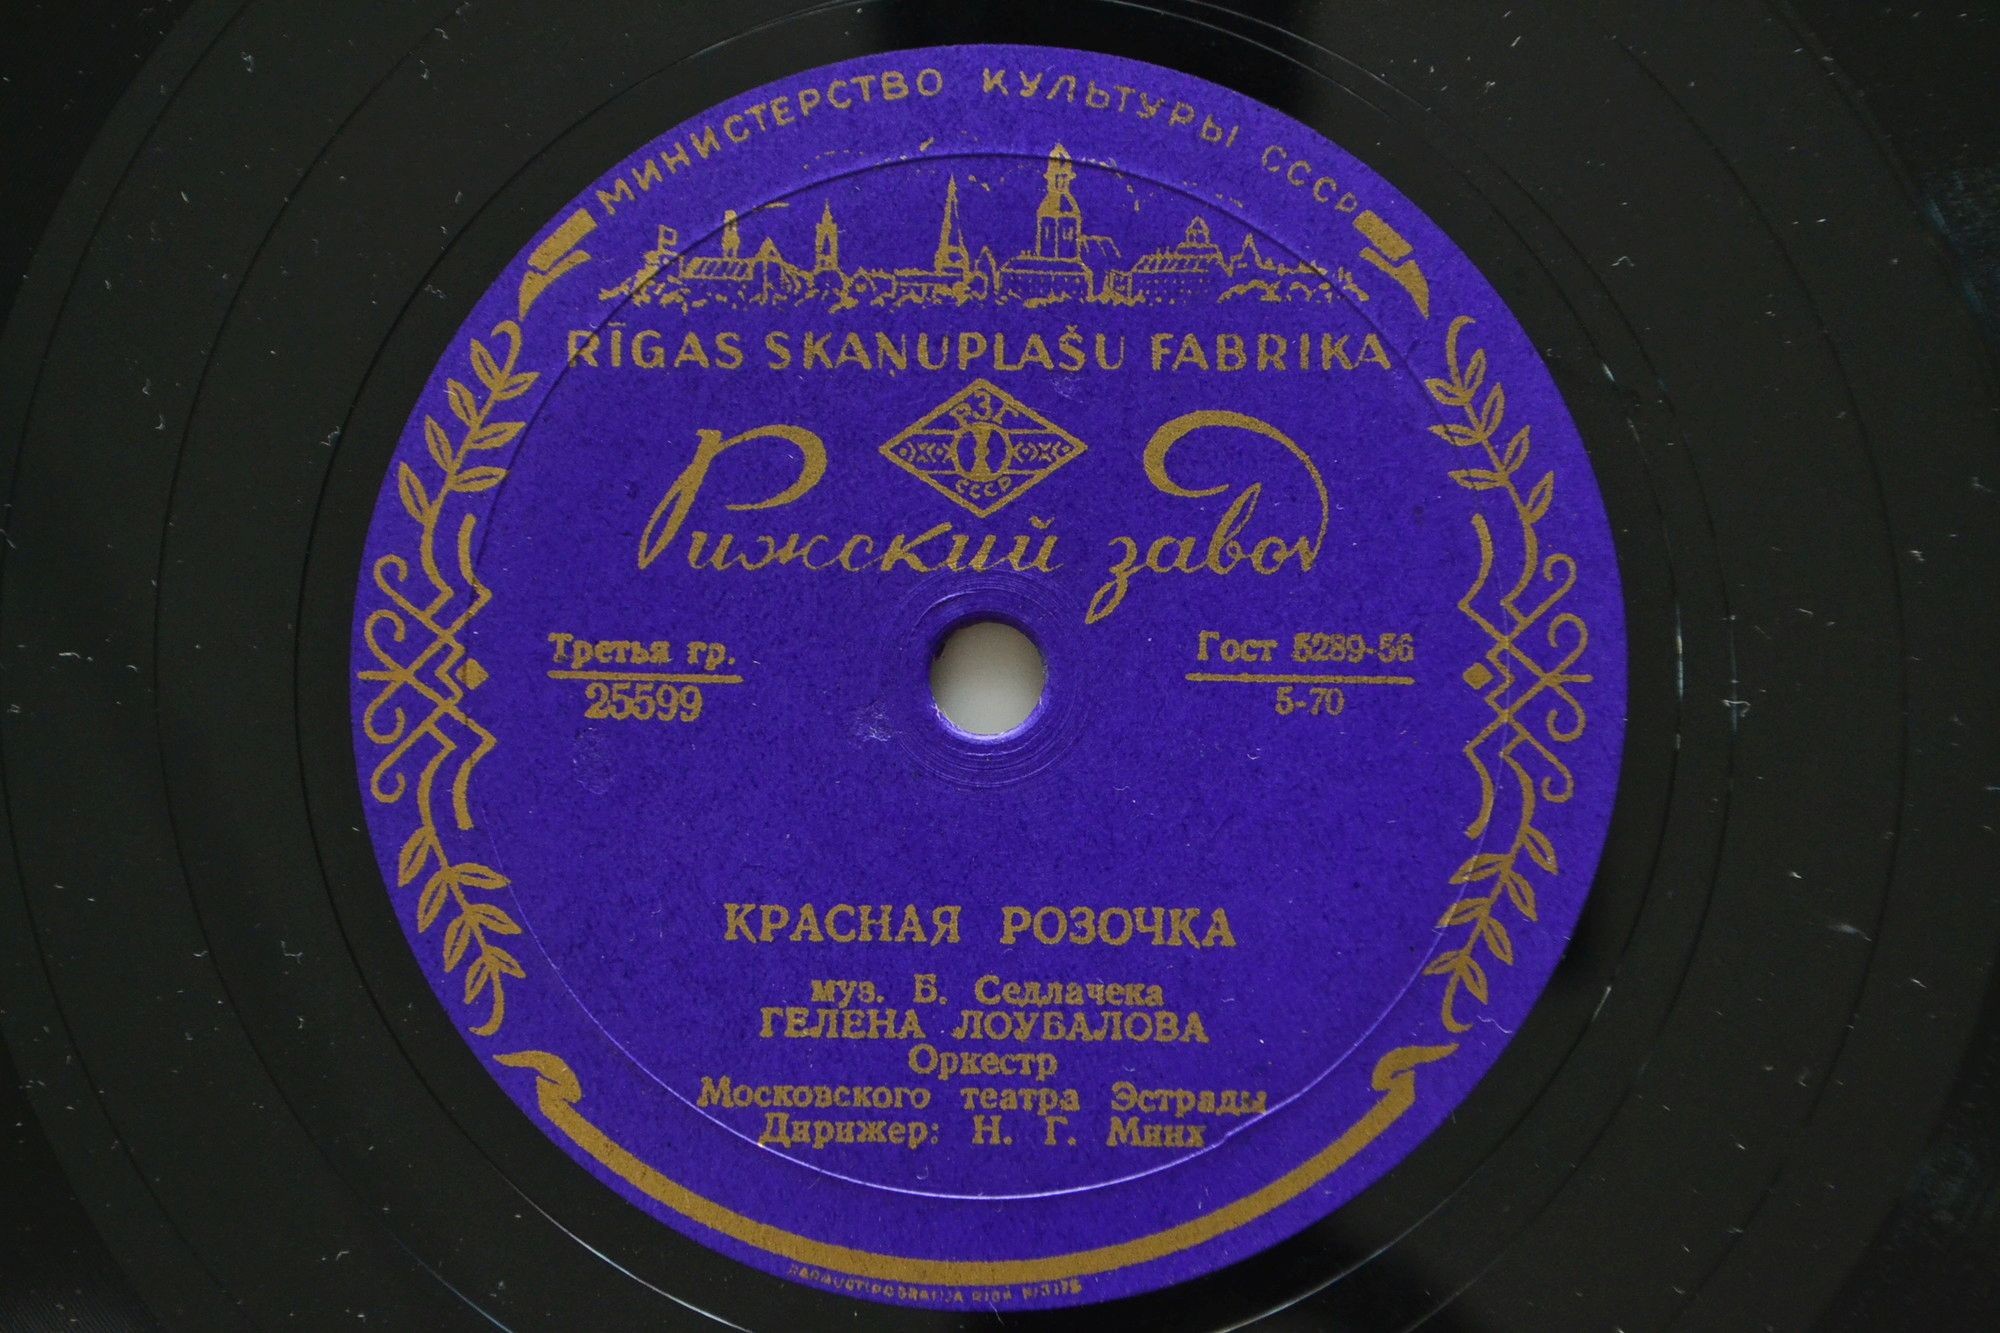 МИНИСТЕРСТВО КУЛЬТУРЫ СССР
RĪGAS SKAŅUPLAŠU FABRIKA
РЗГ
СССР
Рижский завод
Третья гр.
25599
Гост 5289-56
5-70
КРАСНАЯ РОЗОЧКА
муз. Б. Седлачека
ГЕЛЕНА ЛОУБАЛОВА
Оркестр
Московского театра Эстрады
Дирижер: Н. Г. Минх